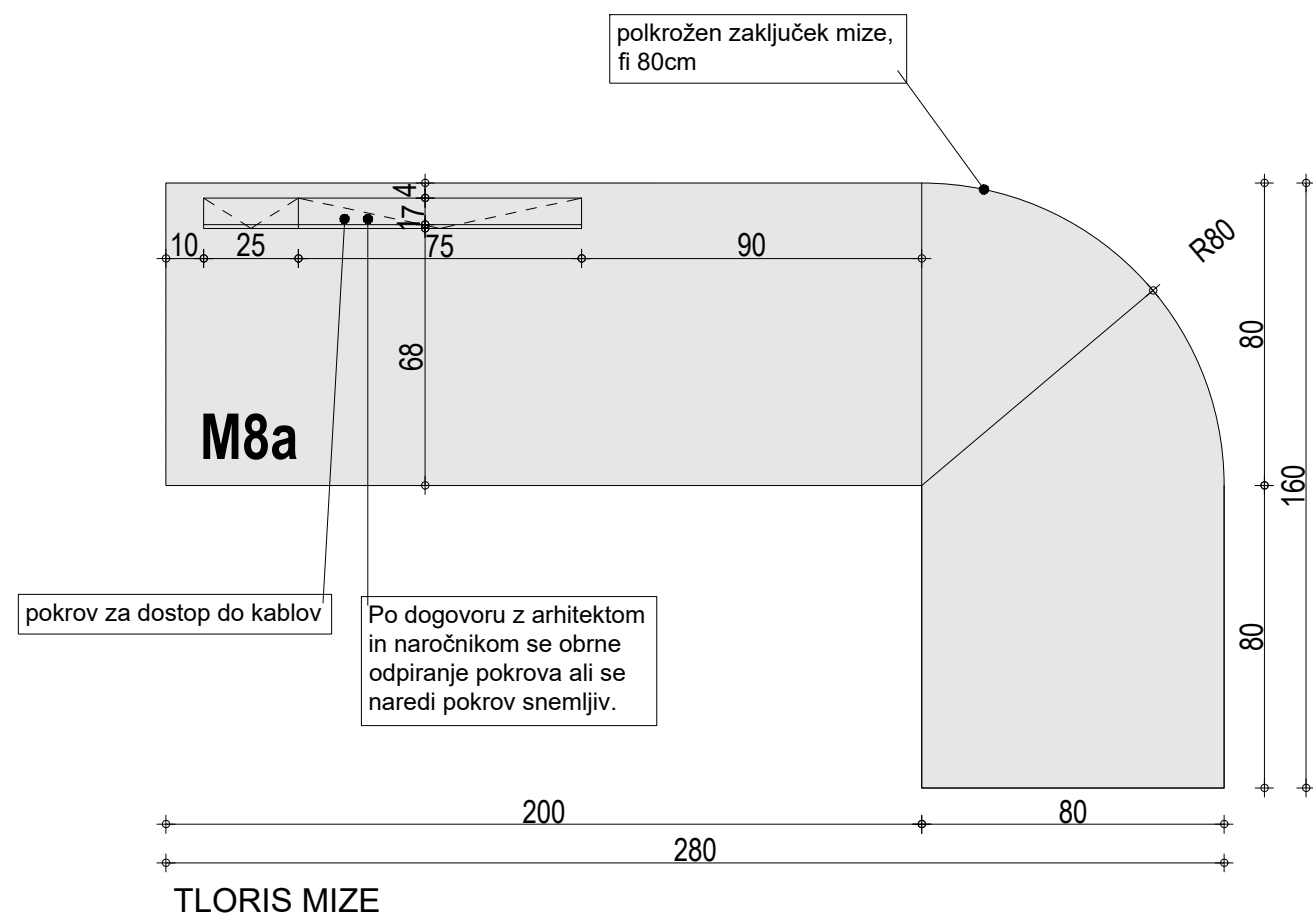 polkrožen zaključek mize,
fi 80cm
4
17
10
25
75
90
R80
68
80
160
80
M8a
pokrov za dostop do kablov
Po dogovoru z arhitektom
in naročnikom se obrne
odpiranje pokrova ali se
naredi pokrov snemljiv.
200
80
280
TLORIS MIZE